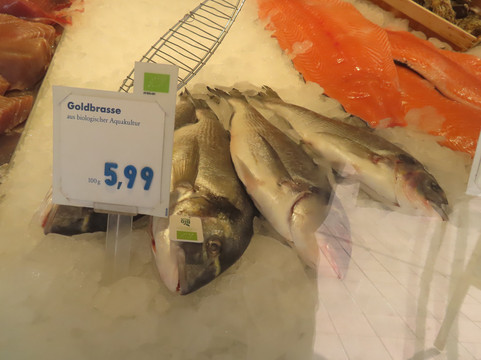 Goldbrasse
aus biologischer Aquakultur
100g 5,99